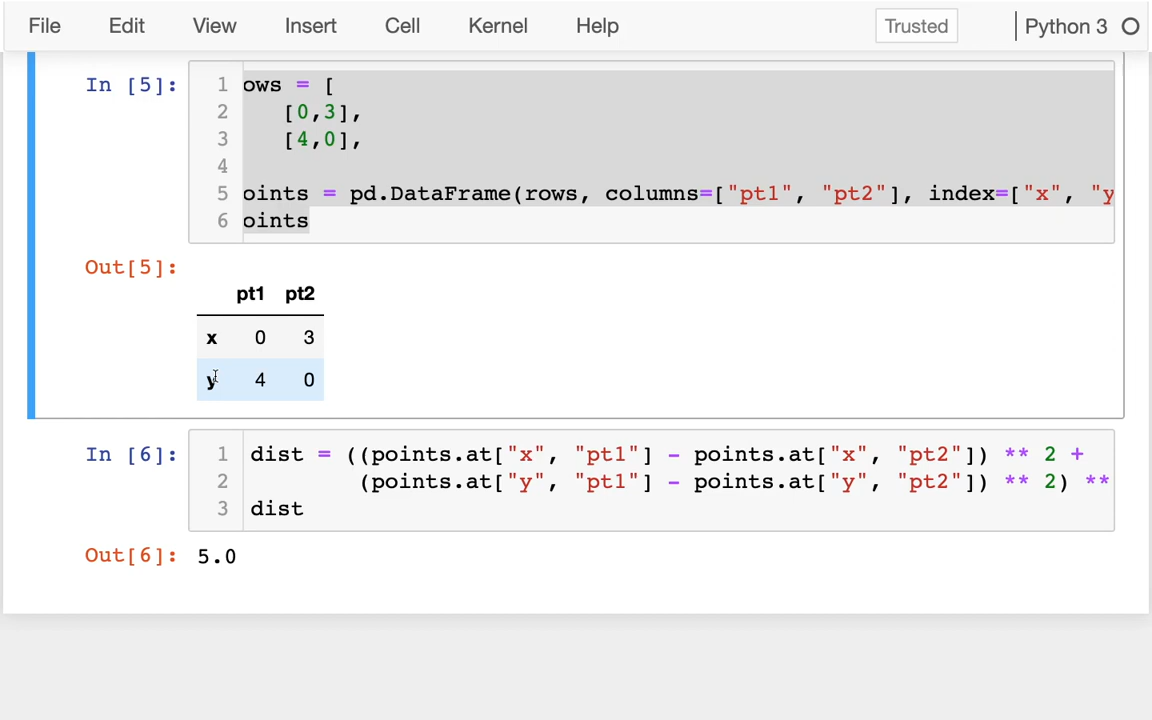 File Edit View Insert Cell Kernel Help Trusted Python 3
In [5]: 1 ows = [
2 [0,3],
3 [4,0],
4
5 oints = pd.DataFrame(rows, columns=["pt1", "pt2"], index=["x", "y
6 oints
Out[5]:
pt1 pt2
x 0 3
y 4 0
In [6]: 1 dist = ((points.at["x", "pt1"] - points.at["x", "pt2"]) ** 2 +
2 (points.at["y", "pt1"] - points.at["y", "pt2"]) ** 2) **
3 dist
Out[6]: 5.0